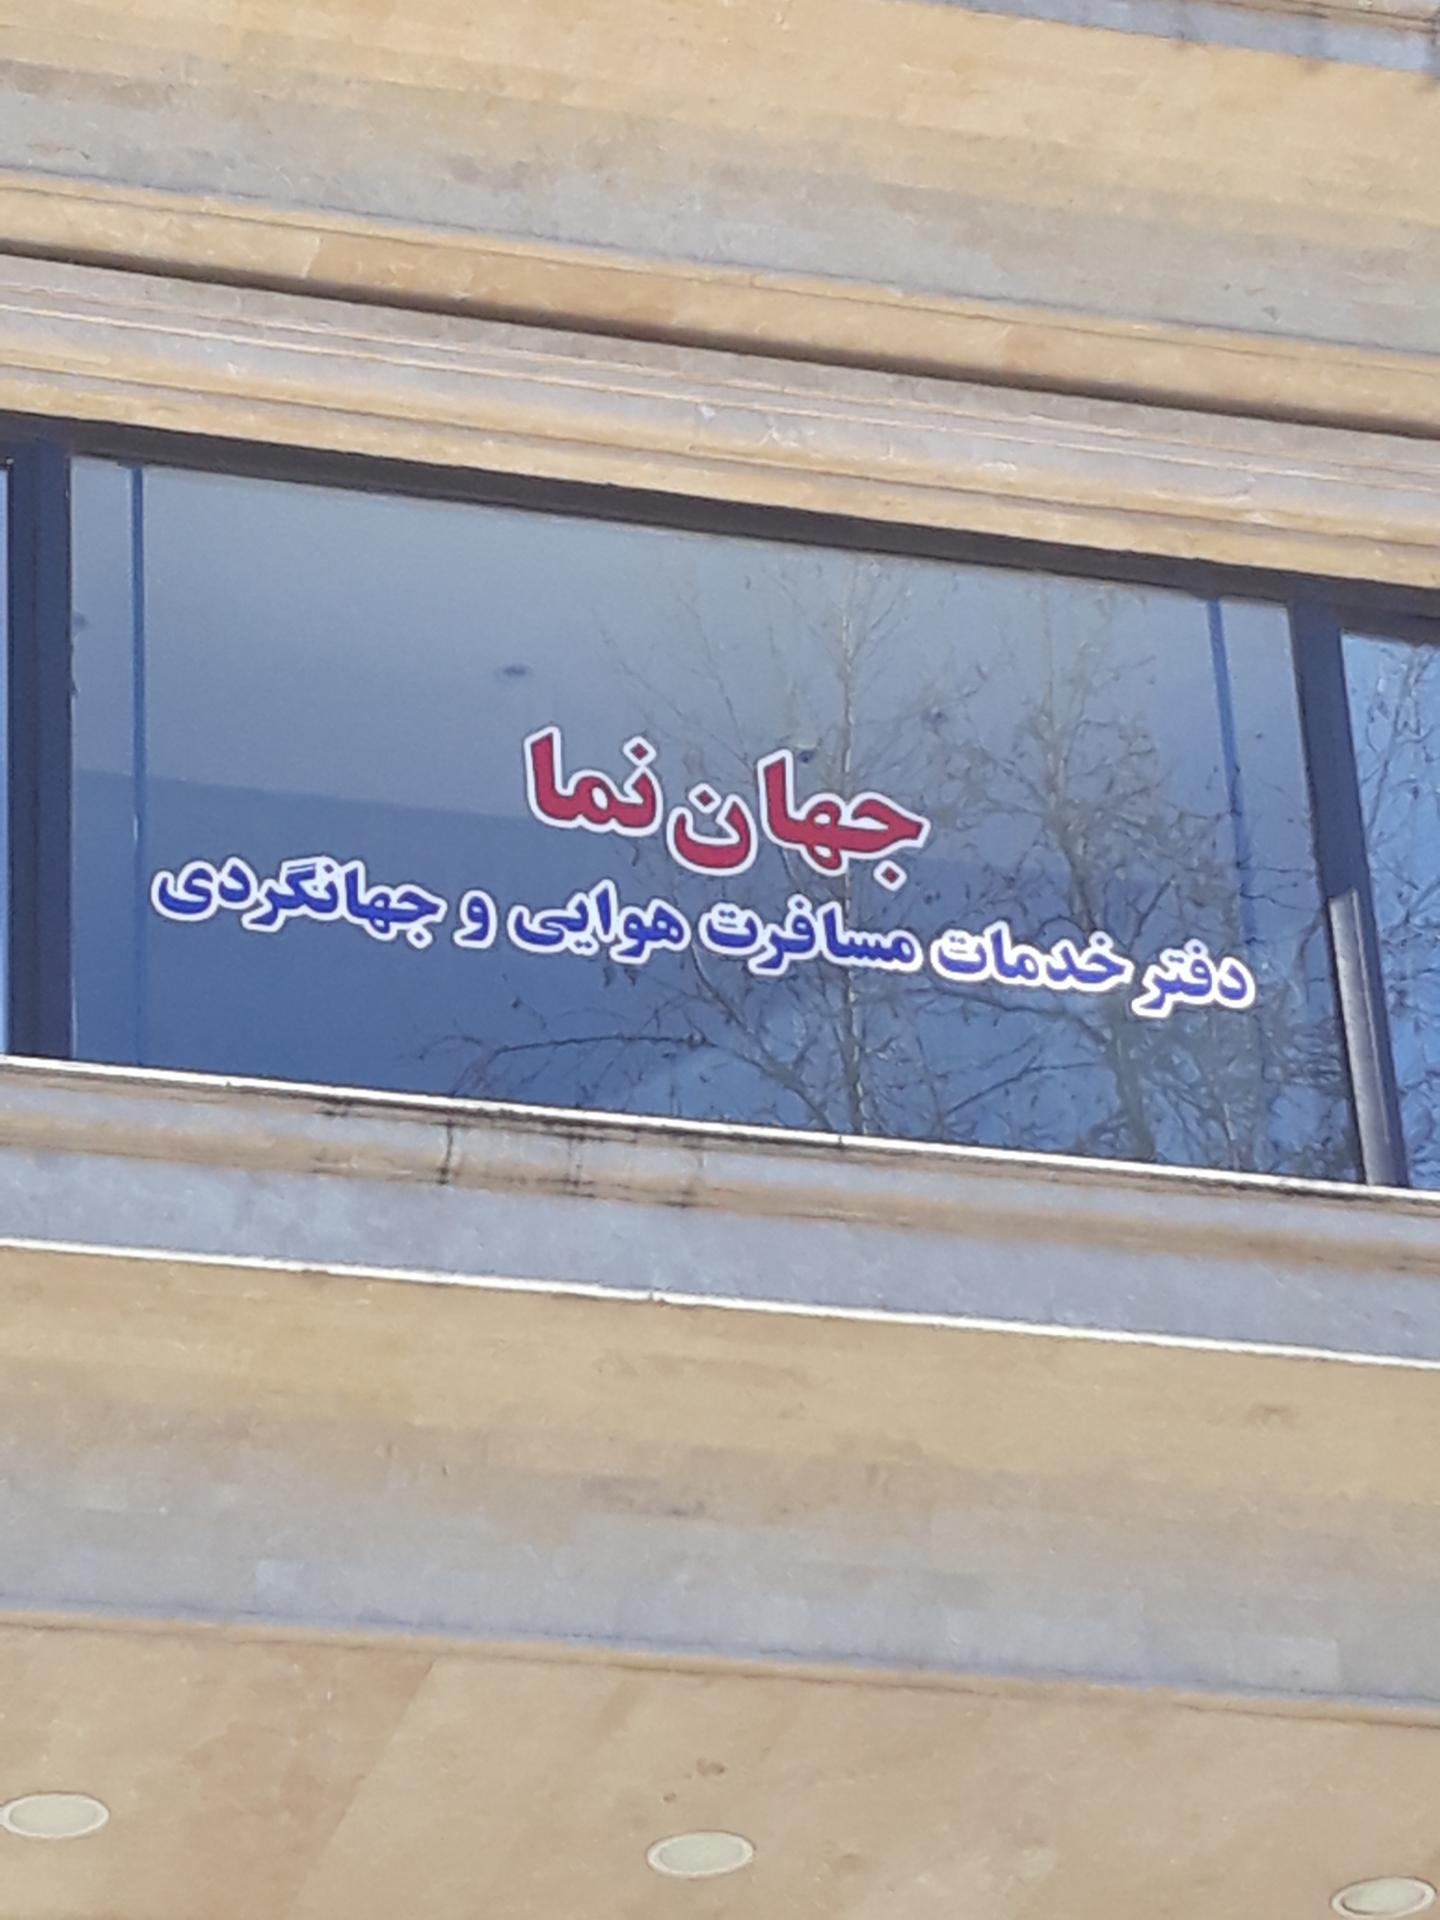 جهان نما
دفتر خدمات مسافرت هوایی و جهانگردی